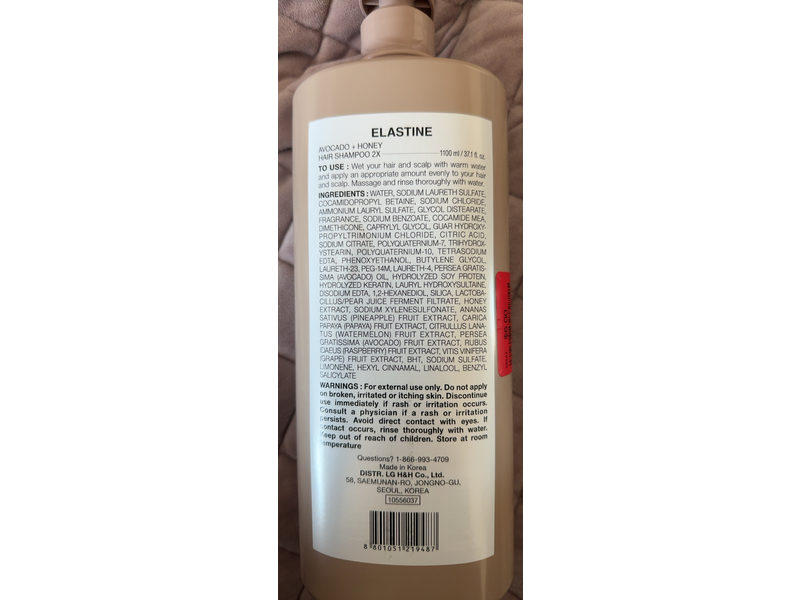 ELASTINE
AVOCADO + HONEY
HAIR SHAMPOO 2X 1100 ml / 37.1 fl. oz.
TO USE : Wet your hair and scalp with warm water
and apply an appropriate amount evenly to your hair
and scalp. Massage and rinse thoroughly with water.
INGREDIENTS : WATER, SODIUM LAURETH SULFATE,
COCAMIDOPROPYL BETAINE, SODIUM CHLORIDE,
AMMONIUM LAURYL SULFATE, GLYCOL DISTEARATE,
FRAGRANCE, SODIUM BENZOATE, COCAMIDE MEA,
DIMETHICONE, CAPRYLYL GLYCOL, GUAR HYDROXY-
PROPYLTRIMONIUM CHLORIDE, CITRIC ACID,
SODIUM CITRATE, POLYQUATERNIUM-7, TRIHYDROX-
YSTEARIN, POLYQUATERNIUM-10, TETRASODIUM
EDTA, PHENOXYETHANOL, BUTYLENE GLYCOL,
LAURETH-23, PEG-14M, LAURETH-4, PERSEA GRATIS-
SIMA (AVOCADO) OIL, HYDROLYZED SOY PROTEIN,
HYDROLYZED KERATIN, LAURYL HYDROXYSULTAINE,
DISODIUM EDTA, 1,2-HEXANEDIOL, SILICA, LACTOBA-
CILLUS/PEAR JUICE FERMENT FILTRATE, HONEY
EXTRACT, SODIUM XYLENESULFONATE, ANANAS
SATIVUS (PINEAPPLE) FRUIT EXTRACT, CARICA
PAPAYA (PAPAYA) FRUIT EXTRACT, CITRULLUS LANA-
TUS (WATERMELON) FRUIT EXTRACT, PERSEA
GRATISSIMA (AVOCADO) FRUIT EXTRACT, RUBUS
IDAEUS (RASPBERRY) FRUIT EXTRACT, VITIS VINIFERA
(GRAPE) FRUIT EXTRACT, BHT, SODIUM SULFATE,
LIMONENE, HEXYL CINNAMAL, LINALOOL, BENZYL
SALICYLATE
WARNINGS : For external use only. Do not apply
on broken, irritated or itching skin. Discontinue
use immediately if rash or irritation occurs.
Consult a physician if a rash or irritation
persists. Avoid direct contact with eyes. If
contact occurs, rinse thoroughly with water.
Keep out of reach of children. Store at room
temperature
Questions? 1-866-993-4709
Made in Korea
DISTR. LG H&H Co., Ltd.
58, SAEMUNAN-RO, JONGNO-GU,
SEOUL, KOREA
10556037
8 801051 219487